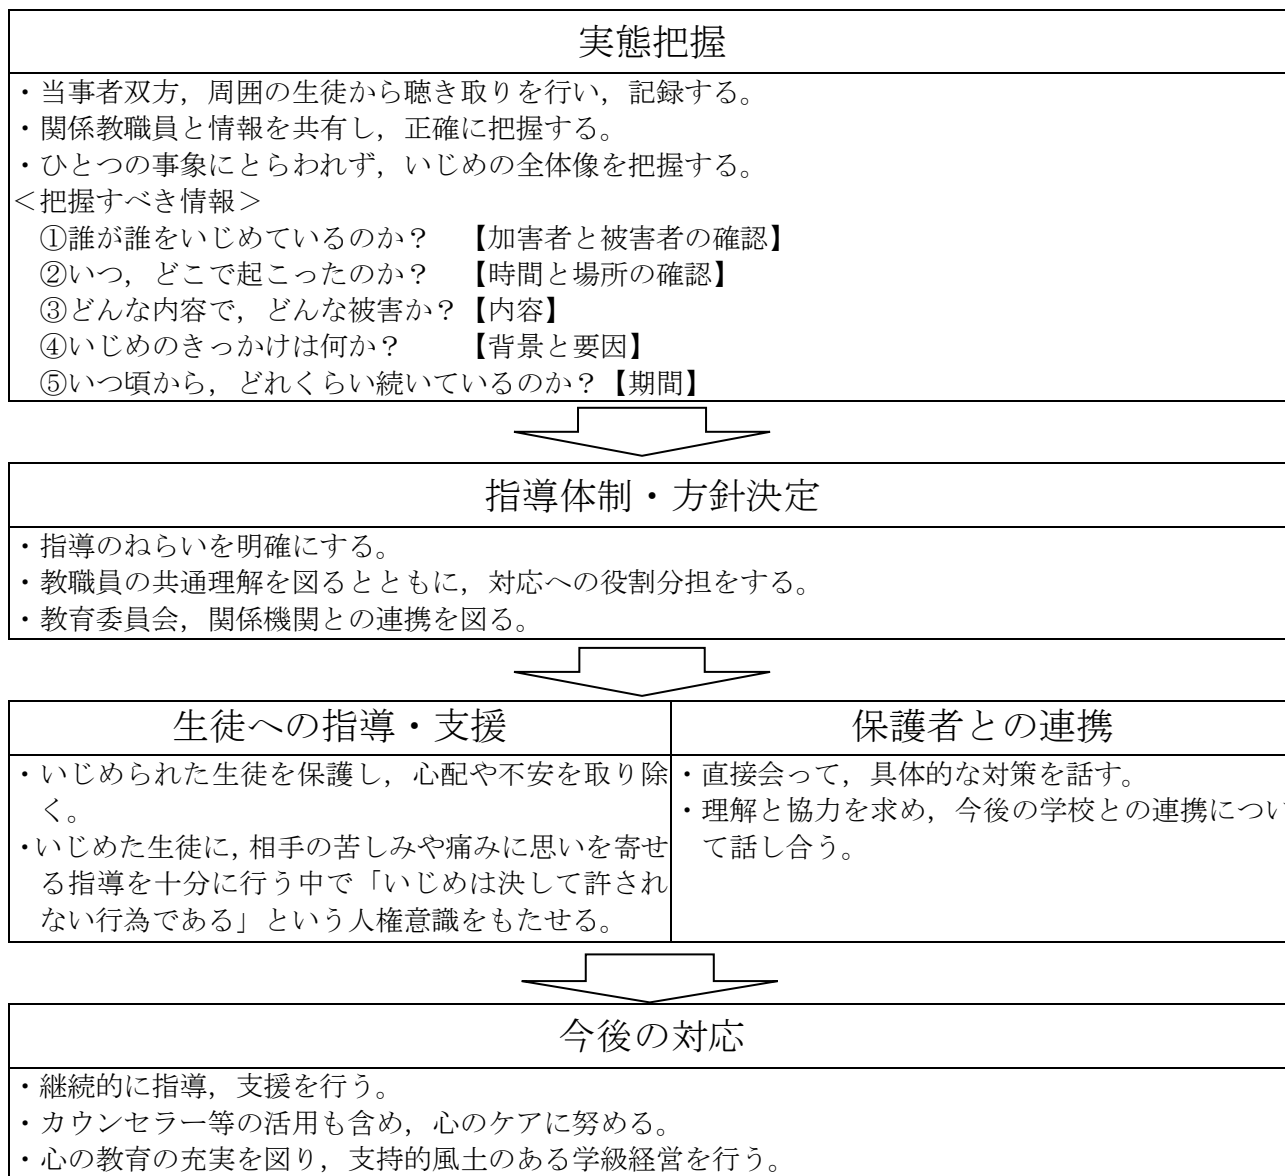 実態把握
・当事者双方，周囲の生徒から聴き取りを行い，記録する。
・関係教職員と情報を共有し，正確に把握する。
・ひとつの事象にとらわれず，いじめの全体像を把握する。
＜把握すべき情報＞
①誰が誰をいじめているのか？　【加害者と被害者の確認】
②いつ，どこで起こったのか？　【時間と場所の確認】
③どんな内容で，どんな被害か？【内容】
④いじめのきっかけは何か？　　【背景と要因】
⑤いつ頃から，どれくらい続いているのか？【期間】
指導体制・方針決定
・指導のねらいを明確にする。
・教職員の共通理解を図るとともに，対応への役割分担をする。
・教育委員会，関係機関との連携を図る。
生徒への指導・支援
・いじめられた生徒を保護し，心配や不安を取り除
く。
・いじめた生徒に，相手の苦しみや痛みに思いを寄せ
る指導を十分に行う中で「いじめは決して許され
ない行為である」という人権意識をもたせる。
保護者との連携
・直接会って，具体的な対策を話す。
・理解と協力を求め，今後の学校との連携につい
て話し合う。
今後の対応
・継続的に指導，支援を行う。
・カウンセラー等の活用も含め，心のケアに努める。
・心の教育の充実を図り，支持的風土のある学級経営を行う。